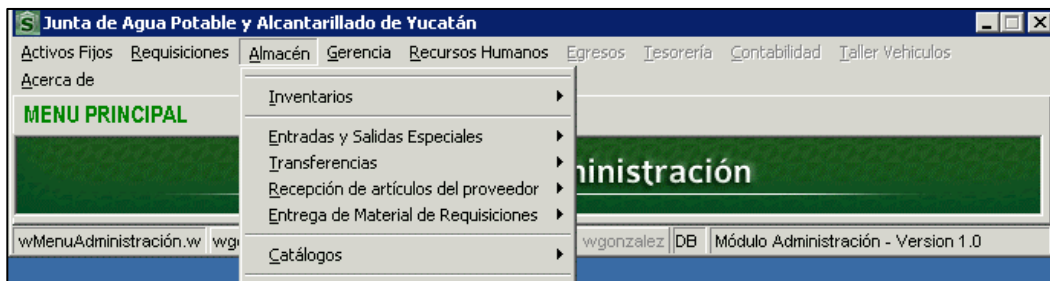 Junta de Agua Potable y Alcantarillado de Yucatán
Activos Fijos Requisiciones Almacén Gerencia Recursos Humanos Egresos Tesorería Contabilidad Taller Vehiculos
Acerca de
MENU PRINCIPAL
Inventarios
Entradas y Salidas Especiales
Transferencias
Recepción de artículos del proveedor
Entrega de Material de Requisiciones
Catálogos
ministración
wMenuAdministración.w wgonzalez DB Módulo Administración - Version 1.0